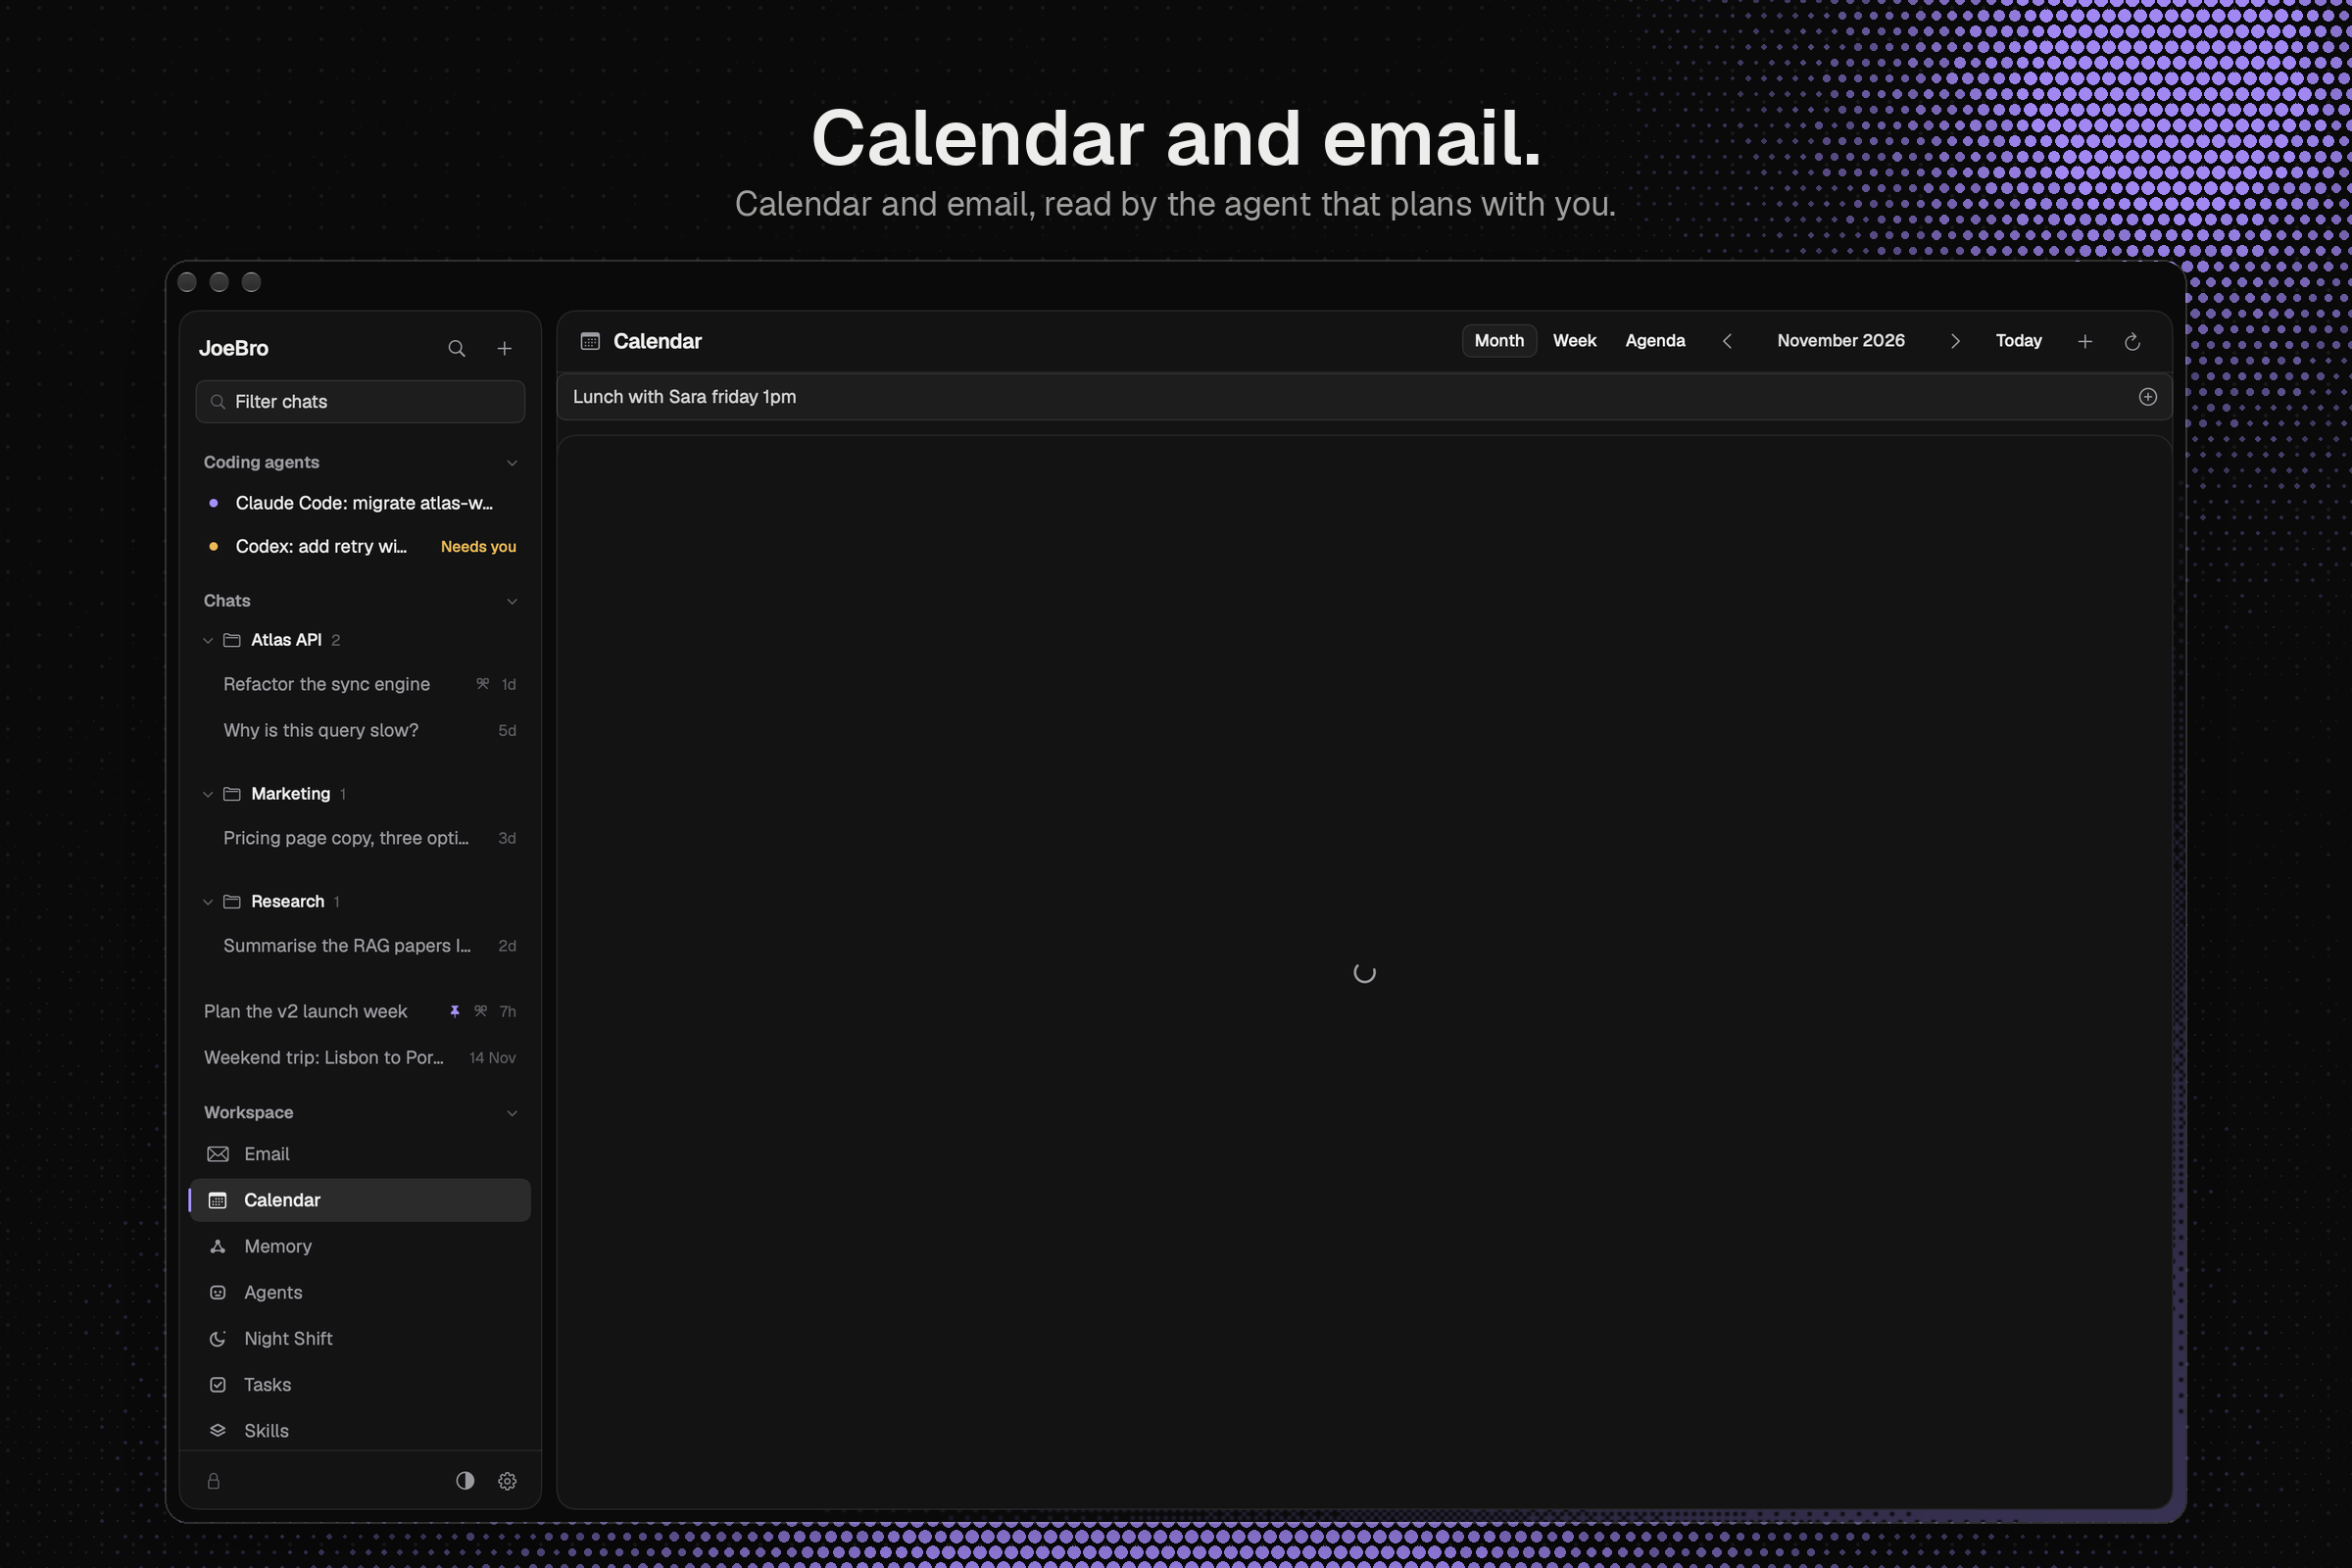 Calendar and email.
Calendar and email, read by the agent that plans with you.
JoeBro
Filter chats
Coding agents
Claude Code: migrate atlas-w...
Codex: add retry wi... Needs you
Chats
Atlas API 2
Refactor the sync engine 1d
Why is this query slow? 5d
Marketing 1
Pricing page copy, three opti... 3d
Research 1
Summarise the RAG papers I... 2d
Plan the v2 launch week 7h
Weekend trip: Lisbon to Por... 14 Nov
Workspace
Email
Calendar
Memory
Agents
Night Shift
Tasks
Skills
Calendar Month Week Agenda November 2026 Today
Lunch with Sara friday 1pm